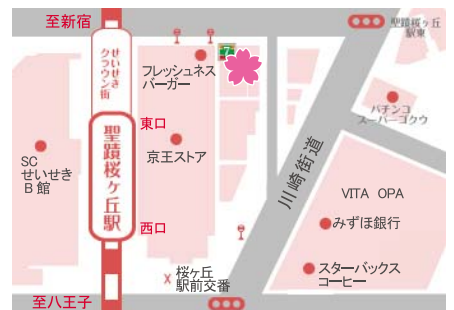 至新宿
せいせき
クラウン街
7
聖蹟桜ヶ丘
駅東
フレッシュネス
バーガー
パチンコ
スーパーゴクウ
東口
聖蹟桜ヶ丘駅
京王ストア
川崎街道
SC
せいせき
B館
VITA OPA
みずほ銀行
西口
桜ヶ丘
駅前交番
スターバックス
コーヒー
至八王子